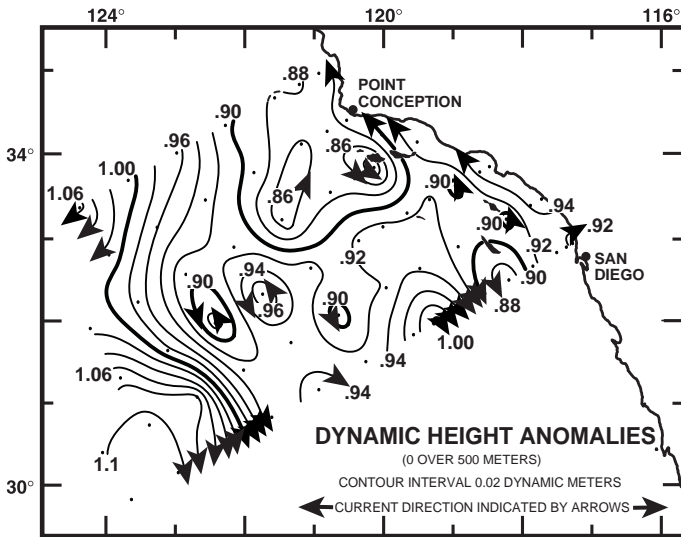 124° 120° 116°
.88
POINT
CONCEPTION
.90
.96
.86
34°
1.00
1.06
.86
.90
.94
.90
.92
SAN
DIEGO
.92
.92
.90
.94
.90
.96
.90
.88
1.00
.94
1.06
.94
1.1
30°
DYNAMIC HEIGHT ANOMALIES
(0 OVER 500 METERS)
CONTOUR INTERVAL 0.02 DYNAMIC METERS
CURRENT DIRECTION INDICATED BY ARROWS